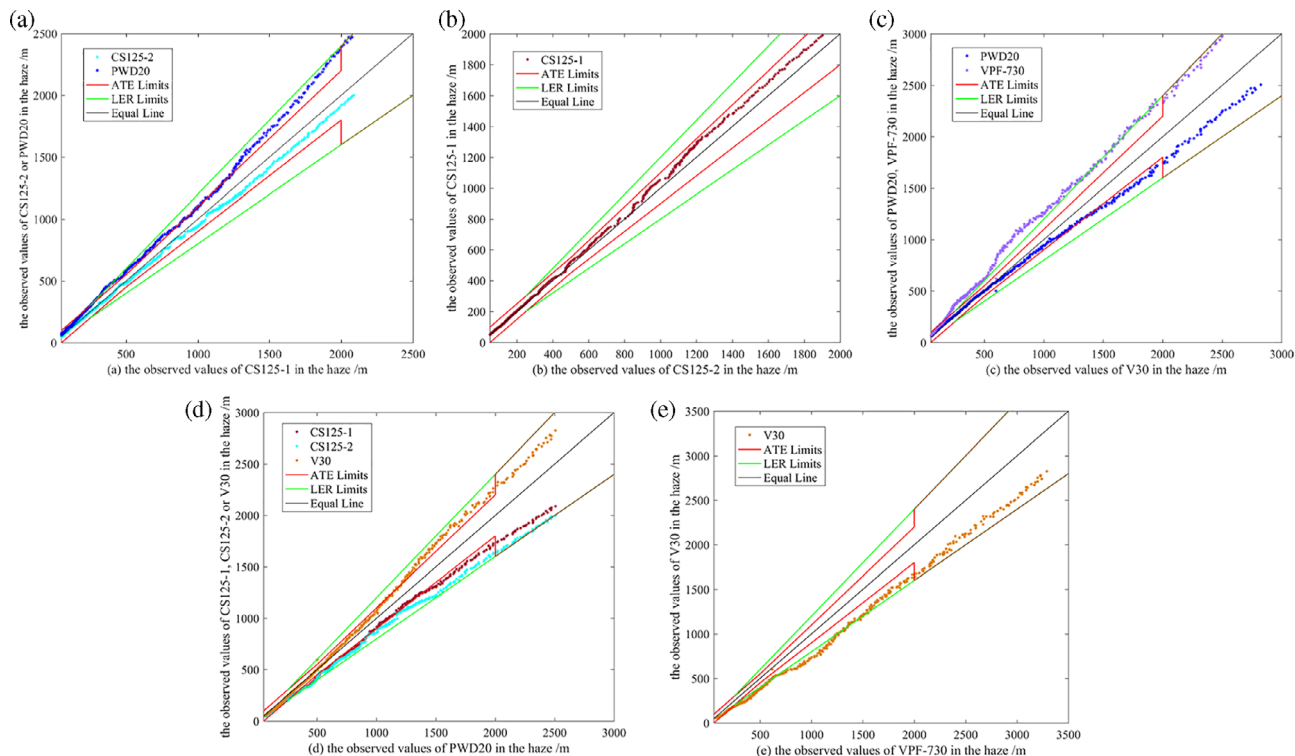 (a)
the observed values of CS125-2 or PWD20 in the haze /m
2500
2000
1500
1000
500
0
CS125-2
PWD20
ATE Limits
LER Limits
Equal Line
500
1000
1500
2000
2500
(a) the observed values of CS125-1 in the haze /m
(b)
the observed values of CS125-1 in the haze /m
2000
1800
1600
1400
1200
1000
800
600
400
200
0
CS125-1
ATE Limits
LER Limits
Equal Line
200
400
600
800
1000
1200
1400
1600
1800
2000
(b) the observed values of CS125-2 in the haze /m
(c)
the observed values of PWD20, VPF-730 in the haze /m
3000
2500
2000
1500
1000
500
0
PWD20
VPF-730
ATE Limits
LER Limits
Equal Line
500
1000
1500
2000
2500
3000
(c) the observed values of V30 in the haze /m
(d)
the observed values of CS125-1, CS125-2 or V30 in the haze /m
3000
2500
2000
1500
1000
500
0
CS125-1
CS125-2
V30
ATE Limits
LER Limits
Equal Line
500
1000
1500
2000
2500
3000
(d) the observed values of PWD20 in the haze /m
(e)
the observed values of V30 in the haze /m
3500
3000
2500
2000
1500
1000
500
0
V30
ATE Limits
LER Limits
Equal Line
500
1000
1500
2000
2500
3000
3500
(e) the observed values of VPF-730 in the haze /m